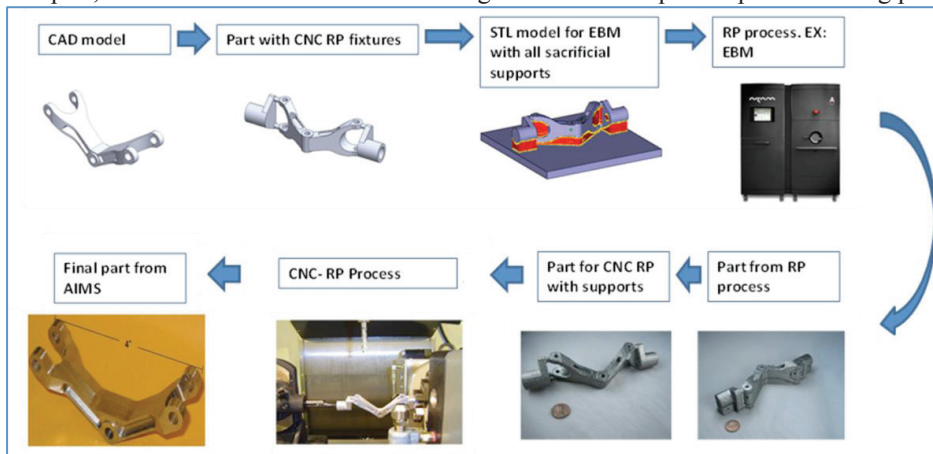 CAD model
Part with CNC RP fixtures
STL model for EBM
with all sacrificial
supports
RP process. EX:
EBM
Final part from
AIMS
CNC- RP Process
Part for CNC RP
with supports
Part from RP
process
4"